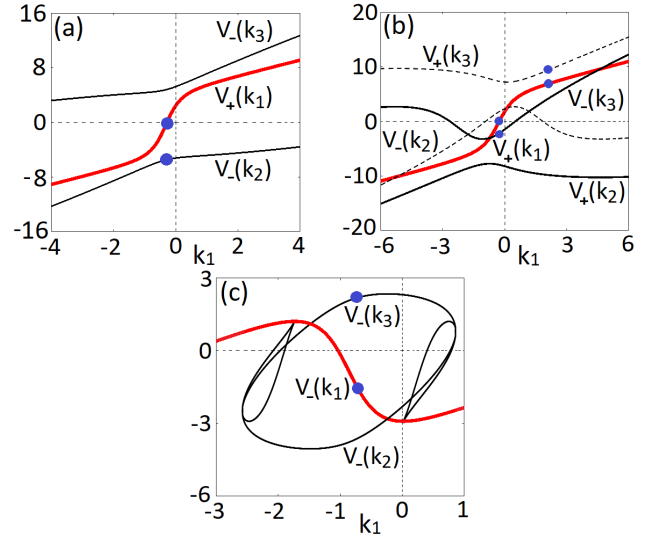 (a)
V₋(k₃)
V₊(k₁)
V₋(k₂)
16
8
0
-8
-16
-4
-2
0
2
4
k₁
(b)
V₊(k₃)
V₋(k₃)
V₋(k₂)
V₊(k₁)
V₊(k₂)
20
10
0
-10
-20
-6
-3
0
3
6
k₁
(c)
V₋(k₃)
V₋(k₁)
V₋(k₂)
3
0
-3
-6
-3
-2
-1
0
1
k₁